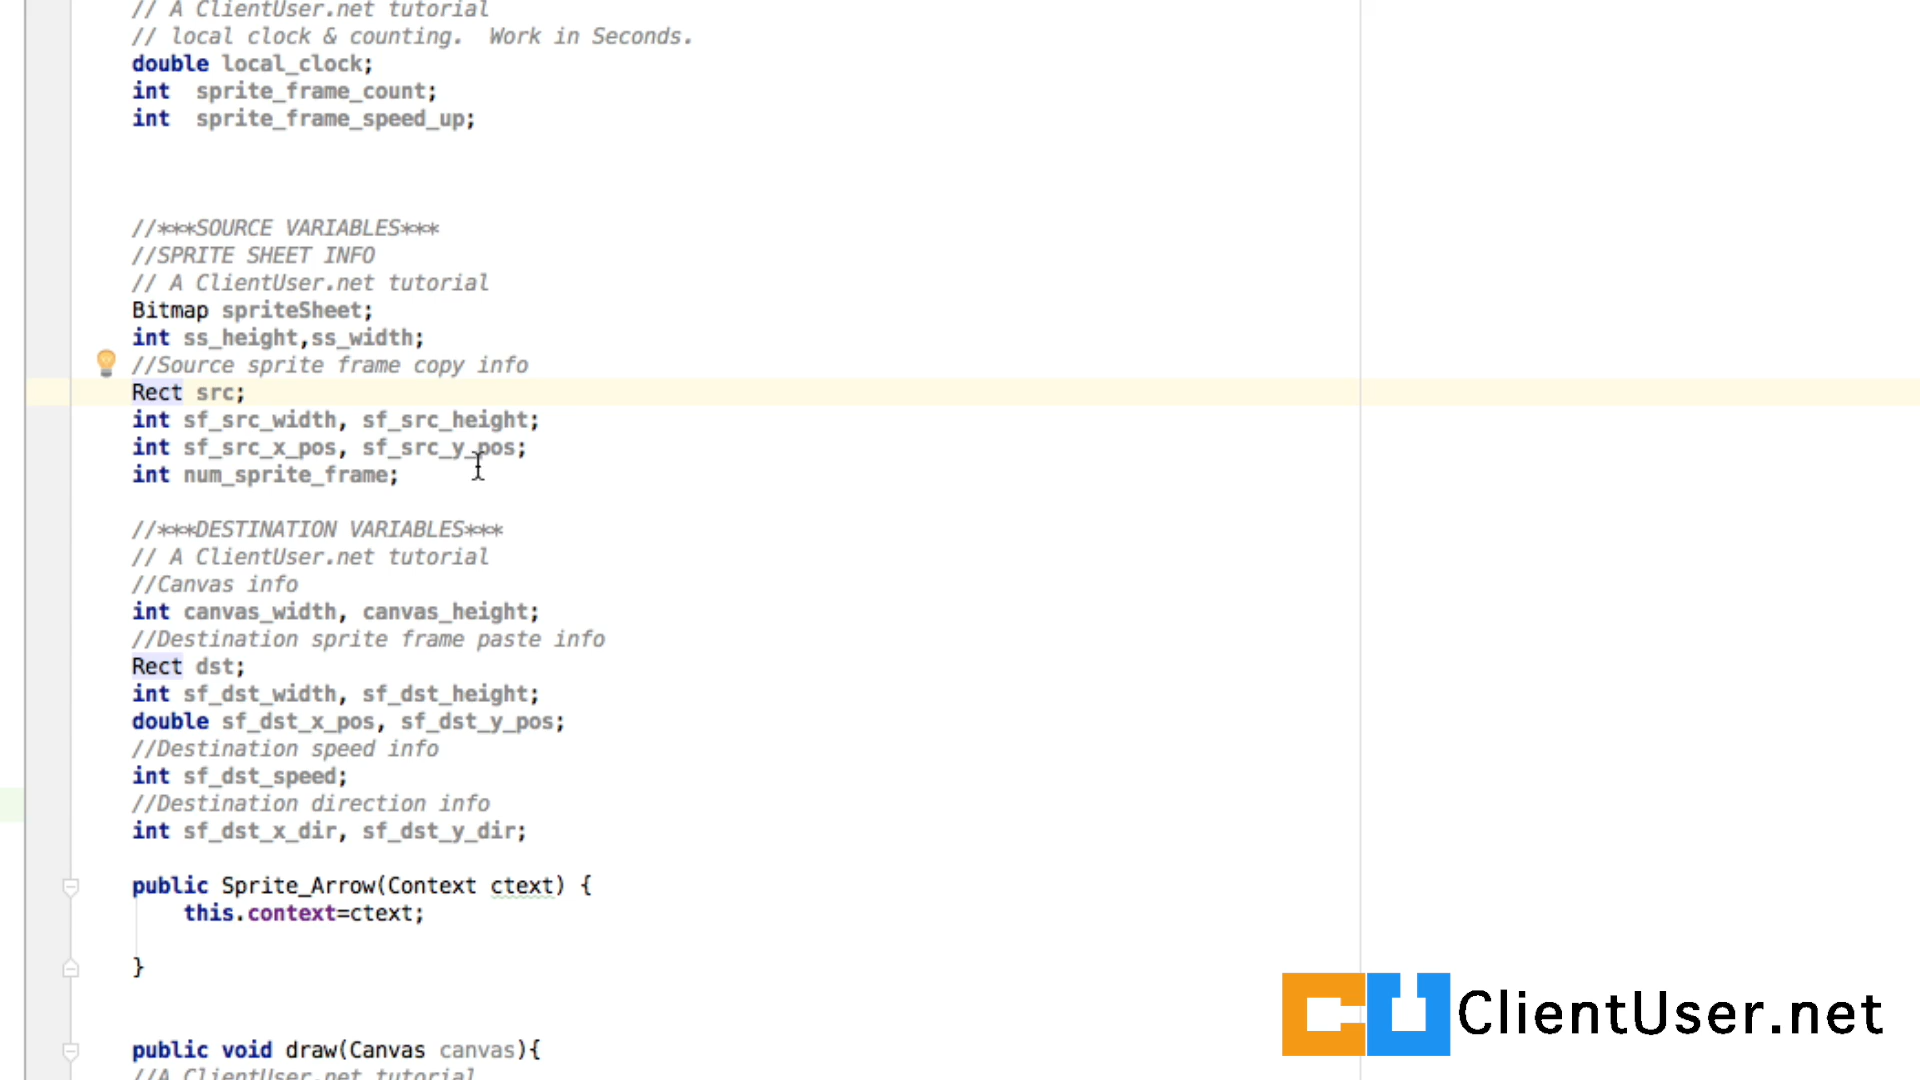 // A ClientUser.net tutorial
// local clock & counting.  Work in Seconds.
double local_clock;
int  sprite_frame_count;
int  sprite_frame_speed_up;
//***SOURCE VARIABLES***
//SPRITE SHEET INFO
// A ClientUser.net tutorial
Bitmap spriteSheet;
int ss_height,ss_width;
//Source sprite frame copy info
Rect src;
int sf_src_width, sf_src_height;
int sf_src_x_pos, sf_src_y_pos;
int num_sprite_frame;
//***DESTINATION VARIABLES***
// A ClientUser.net tutorial
//Canvas info
int canvas_width, canvas_height;
//Destination sprite frame paste info
Rect dst;
int sf_dst_width, sf_dst_height;
double sf_dst_x_pos, sf_dst_y_pos;
//Destination speed info
int sf_dst_speed;
//Destination direction info
int sf_dst_x_dir, sf_dst_y_dir;
public Sprite_Arrow(Context ctext) {
this.context=ctext;
}
public void draw(Canvas canvas){
//A ClientUser.net tutorial
CU ClientUser.net